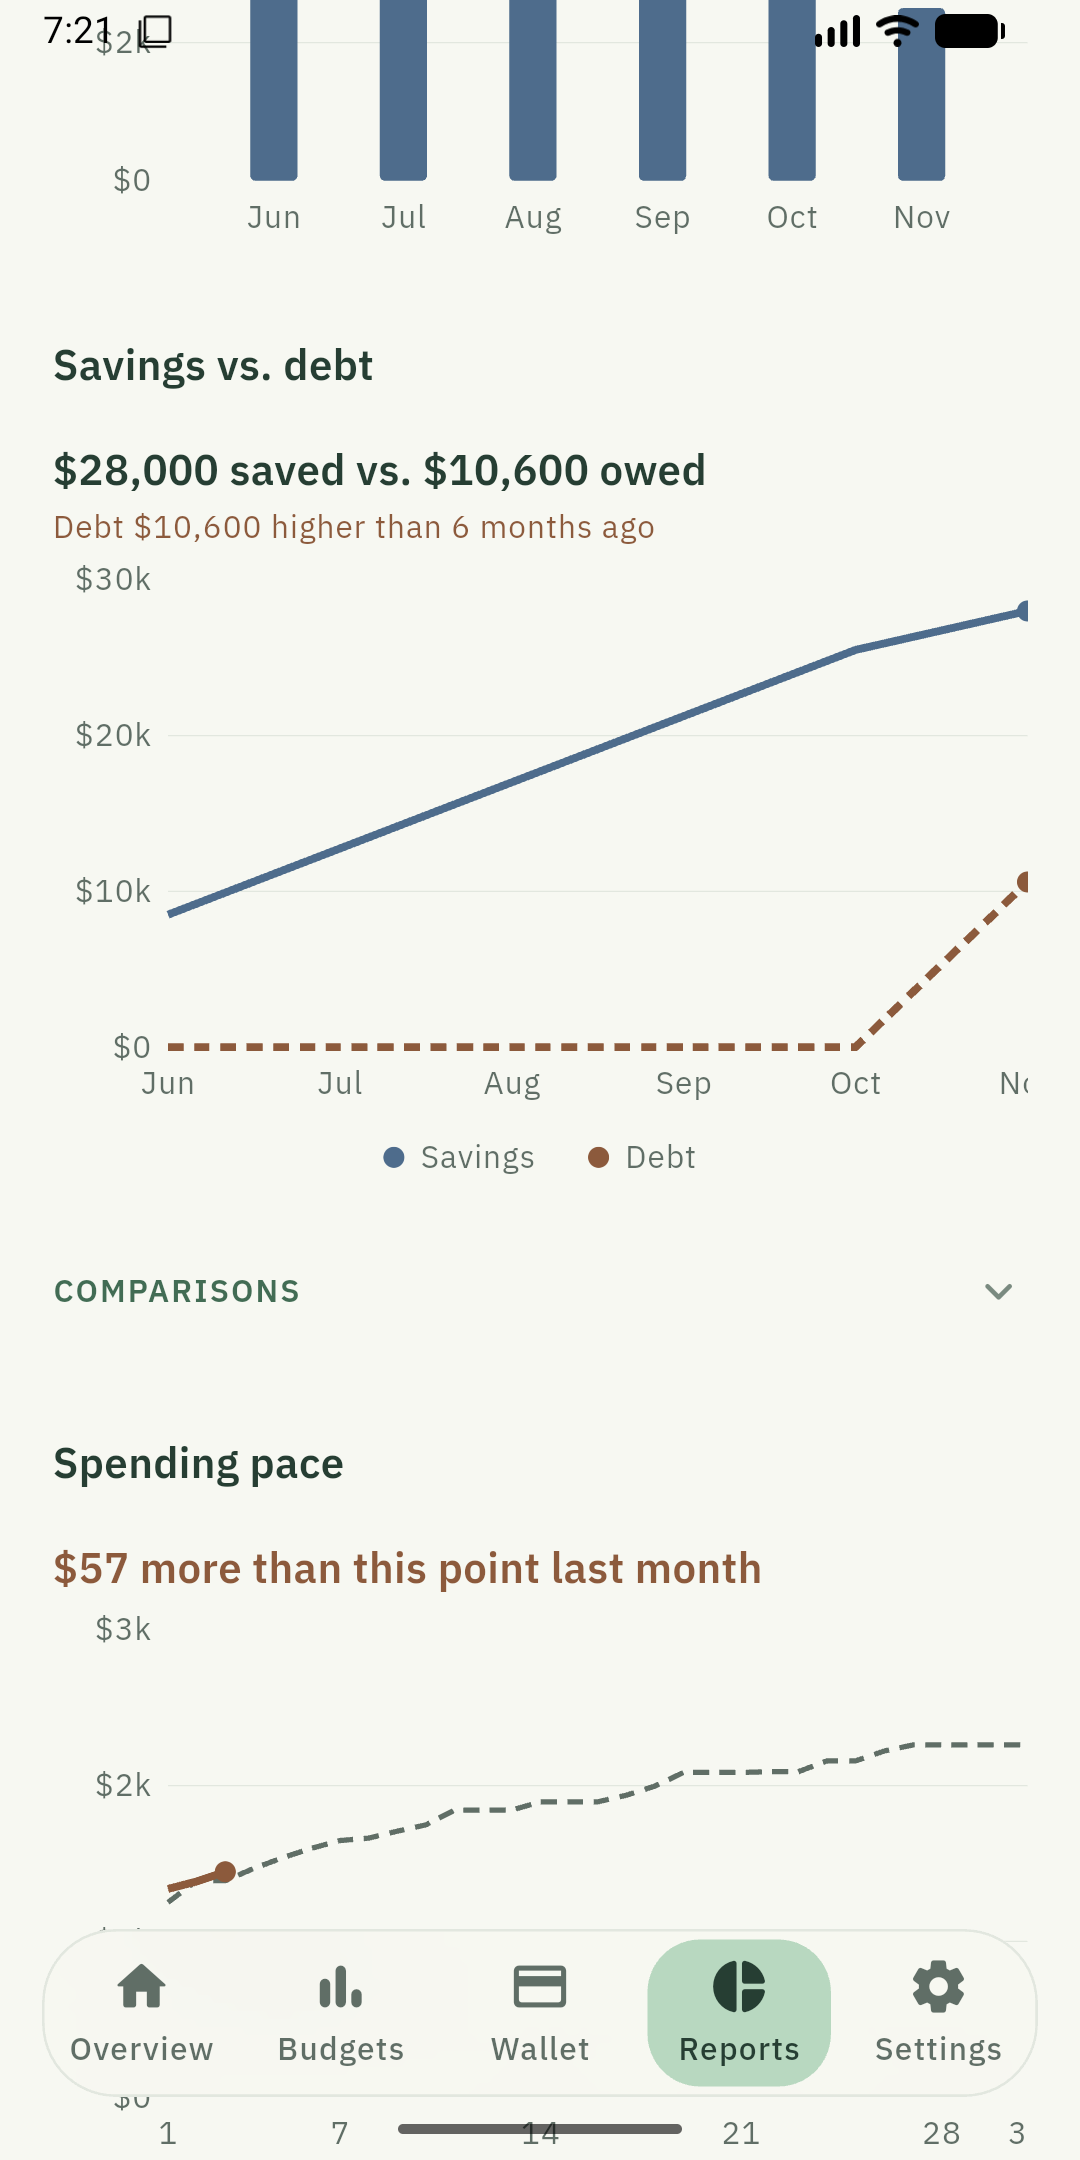 7:21
$2k
$0
Jun Jul Aug Sep Oct Nov
Savings vs. debt
$28,000 saved vs. $10,600 owed
Debt $10,600 higher than 6 months ago
$30k
$20k
$10k
$0
Jun Jul Aug Sep Oct
Savings Debt
COMPARISONS
Spending pace
$57 more than this point last month
$3k
$2k
Overview Budgets Wallet Reports Settings
$0
1 7 14 21 28 3